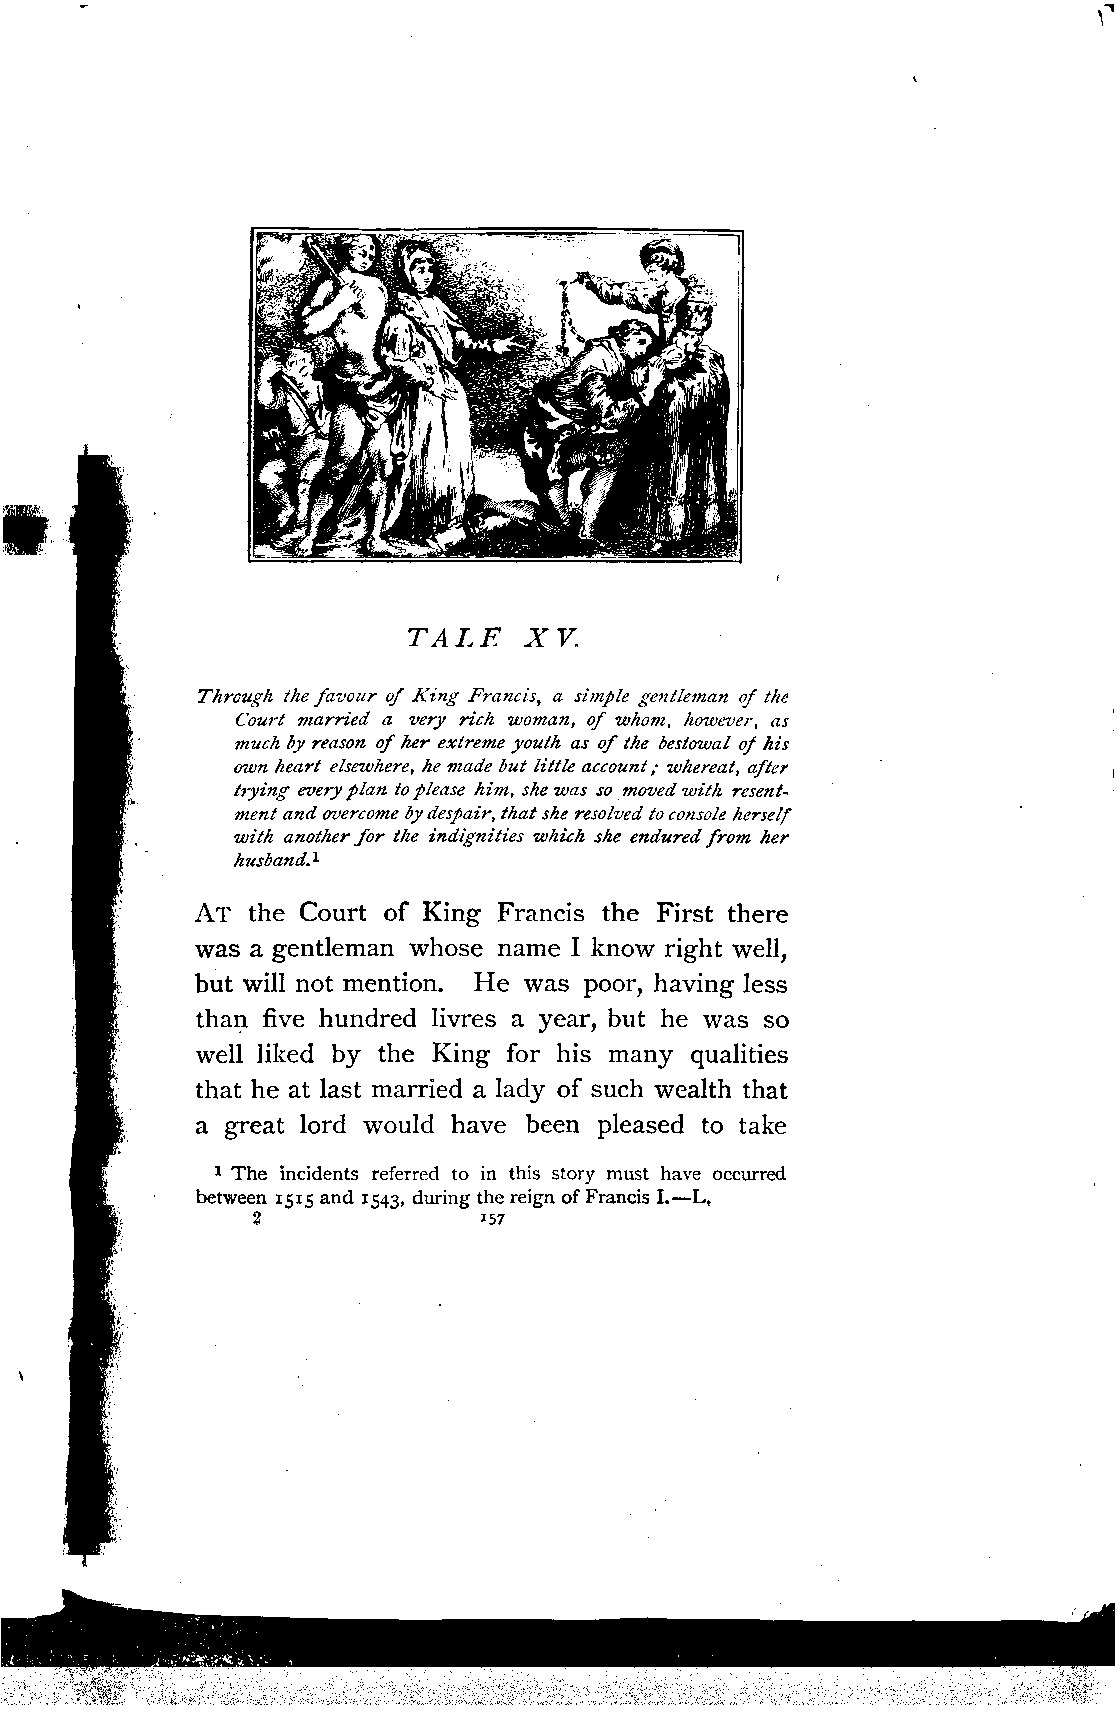 TALE XV.
Through the favour of King Francis, a simple gentleman of the
Court married a very rich woman, of whom, however, as
much by reason of her extreme youth as of the bestowal of his
own heart elsewhere, he made but little account; whereat, after
trying every plan to please him, she was so moved with resent-
ment and overcome by despair, that she resolved to console herself
with another for the indignities which she endured from her
husband.¹
AT the Court of King Francis the First there
was a gentleman whose name I know right well,
but will not mention. He was poor, having less
than five hundred livres a year, but he was so
well liked by the King for his many qualities
that he at last married a lady of such wealth that
a great lord would have been pleased to take
¹ The incidents referred to in this story must have occurred
between 1515 and 1543, during the reign of Francis I.—L.
2 157